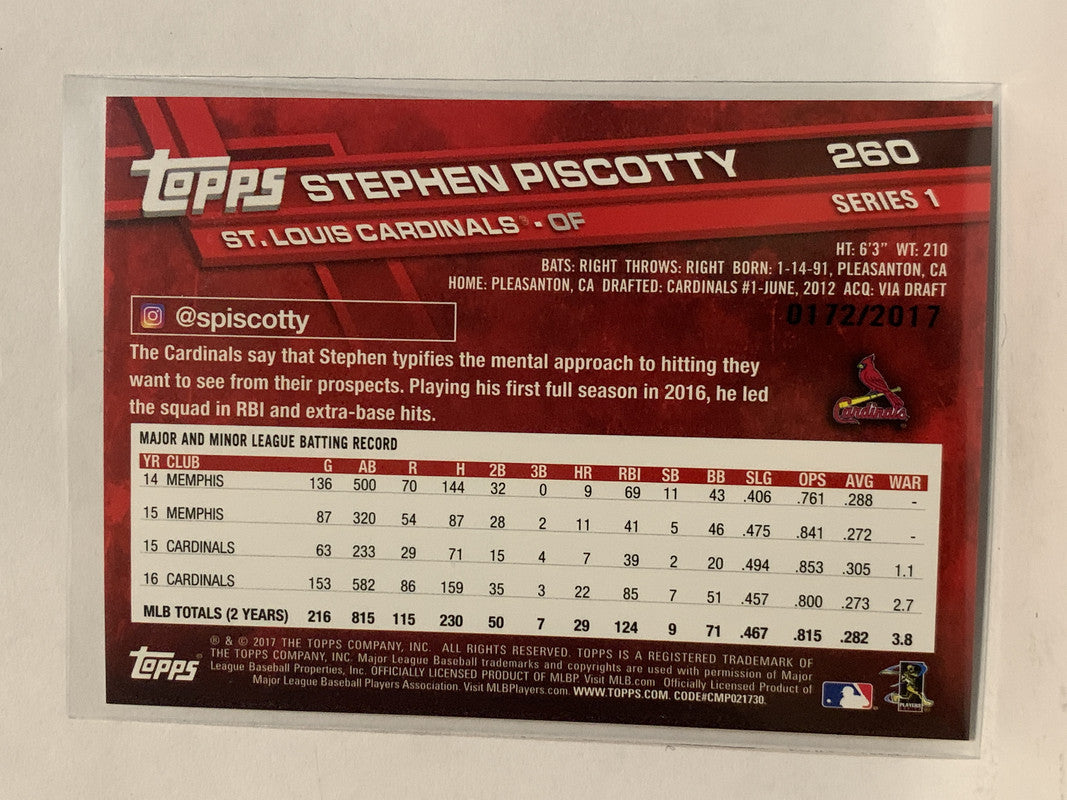 TOPPS STEPHEN PISCOTTY 260
ST. LOUIS CARDINALS • OF SERIES 1
HT: 6'3" WT: 210
BATS: RIGHT THROWS: RIGHT BORN: 1-14-91, PLEASANTON, CA
HOME: PLEASANTON, CA DRAFTED: CARDINALS #1-JUNE, 2012 ACQ: VIA DRAFT
0172/2017
@spiscotty
The Cardinals say that Stephen typifies the mental approach to hitting they
want to see from their prospects. Playing his first full season in 2016, he led
the squad in RBI and extra-base hits.
Cardinals
MAJOR AND MINOR LEAGUE BATTING RECORD
YR CLUB G AB R H 2B 3B HR RBI SB BB SLG OPS AVG WAR
14 MEMPHIS 136 500 70 144 32 0 9 69 11 43 .406 .761 .288 -
15 MEMPHIS 87 320 54 87 28 2 11 41 5 46 .475 .841 .272 -
15 CARDINALS 63 233 29 71 15 4 7 39 2 20 .494 .853 .305 1.1
16 CARDINALS 153 582 86 159 35 3 22 85 7 51 .457 .800 .273 2.7
MLB TOTALS (2 YEARS) 216 815 115 230 50 7 29 124 9 71 .467 .815 .282 3.8
TOPPS®
® & © 2017 THE TOPPS COMPANY, INC. ALL RIGHTS RESERVED. TOPPS IS A REGISTERED TRADEMARK OF
THE TOPPS COMPANY, INC. Major League Baseball trademarks and copyrights are used with permission of Major
League Baseball Properties, Inc. OFFICIALLY LICENSED PRODUCT OF MLBP. Visit MLB.com Officially Licensed Product of
Major League Baseball Players Association. Visit MLBPlayers.com. WWW.TOPPS.COM. CODE#CMP021730.
PLAYERS